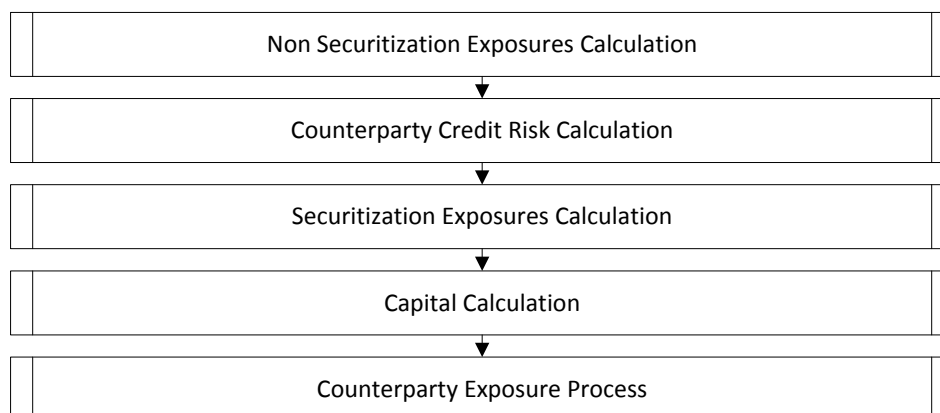 Non Securitization Exposures Calculation
Counterparty Credit Risk Calculation
Securitization Exposures Calculation
Capital Calculation
Counterparty Exposure Process